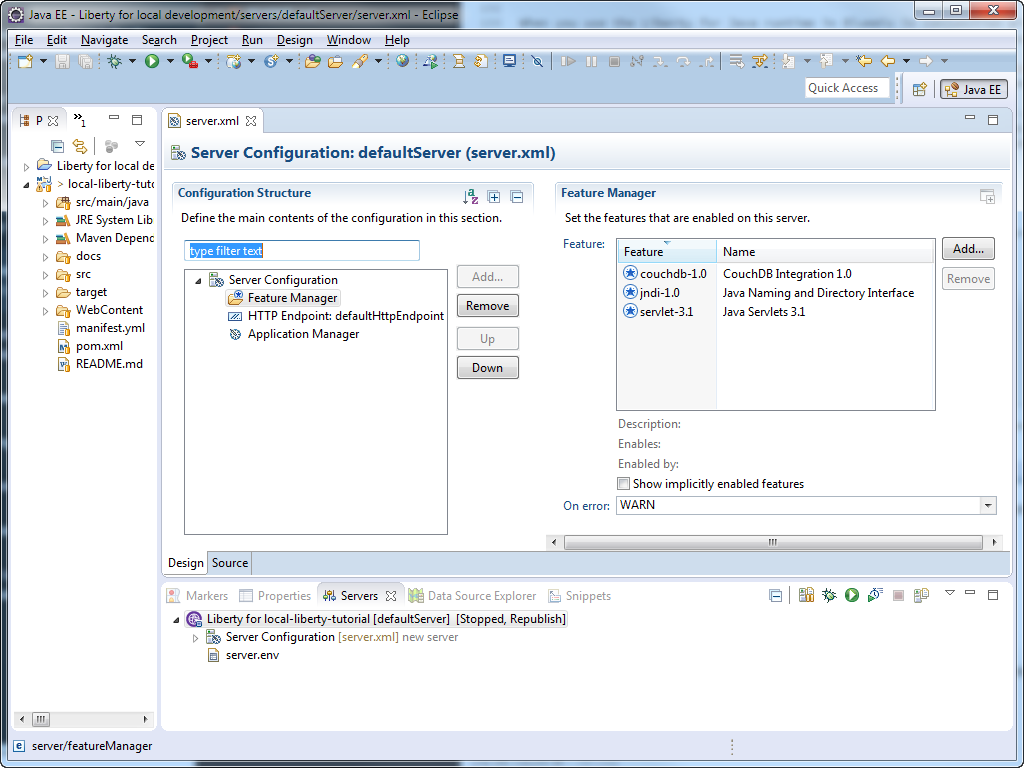 Java EE - Liberty for local development/servers/defaultServer/server.xml - Eclipse
File Edit Navigate Search Project Run Design Window Help
Quick Access
Java EE
P
1
Liberty for local de
> local-liberty-tuto
src/main/java
JRE System Lib
Maven Depend
docs
src
target
WebContent
manifest.yml
pom.xml
README.md
server.xml
Server Configuration: defaultServer (server.xml)
Configuration Structure
Define the main contents of the configuration in this section.
type filter text
Server Configuration
Feature Manager
HTTP Endpoint: defaultHttpEndpoint
Application Manager
Add...
Remove
Up
Down
Feature Manager
Set the features that are enabled on this server.
Feature:
Feature Name
couchdb-1.0 CouchDB Integration 1.0
jndi-1.0 Java Naming and Directory Interface
servlet-3.1 Java Servlets 3.1
Add...
Remove
Description:
Enables:
Enabled by:
Show implicitly enabled features
On error: WARN
Design Source
Markers Properties Servers Data Source Explorer Snippets
Liberty for local-liberty-tutorial [defaultServer] [Stopped, Republish]
Server Configuration [server.xml] new server
server.env
server/featureManager